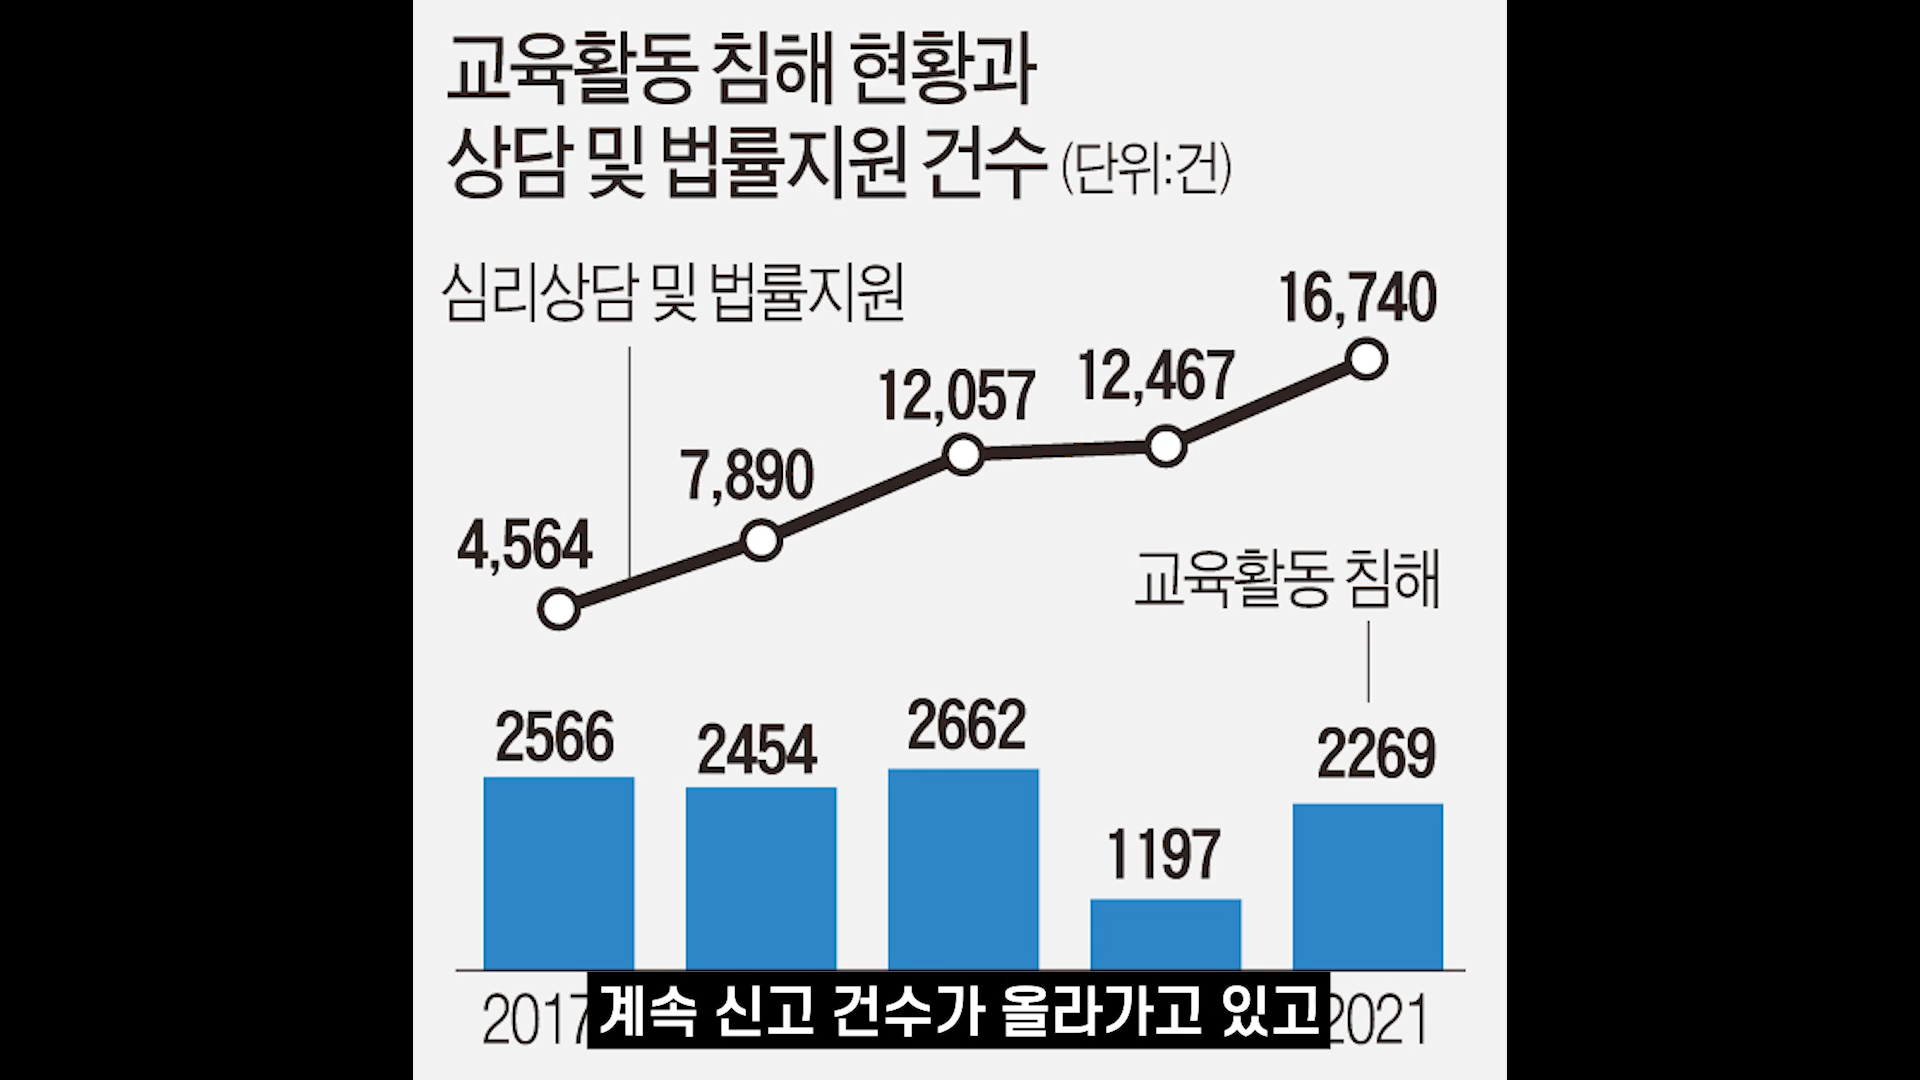 교육활동 침해 현황과
상담 및 법률지원 건수 (단위:건)
심리상담 및 법률지원
16,740
12,467
12,057
7,890
4,564
교육활동 침해
2566
2454
2662
1197
2269
2017
2021
계속 신고 건수가 올라가고 있고